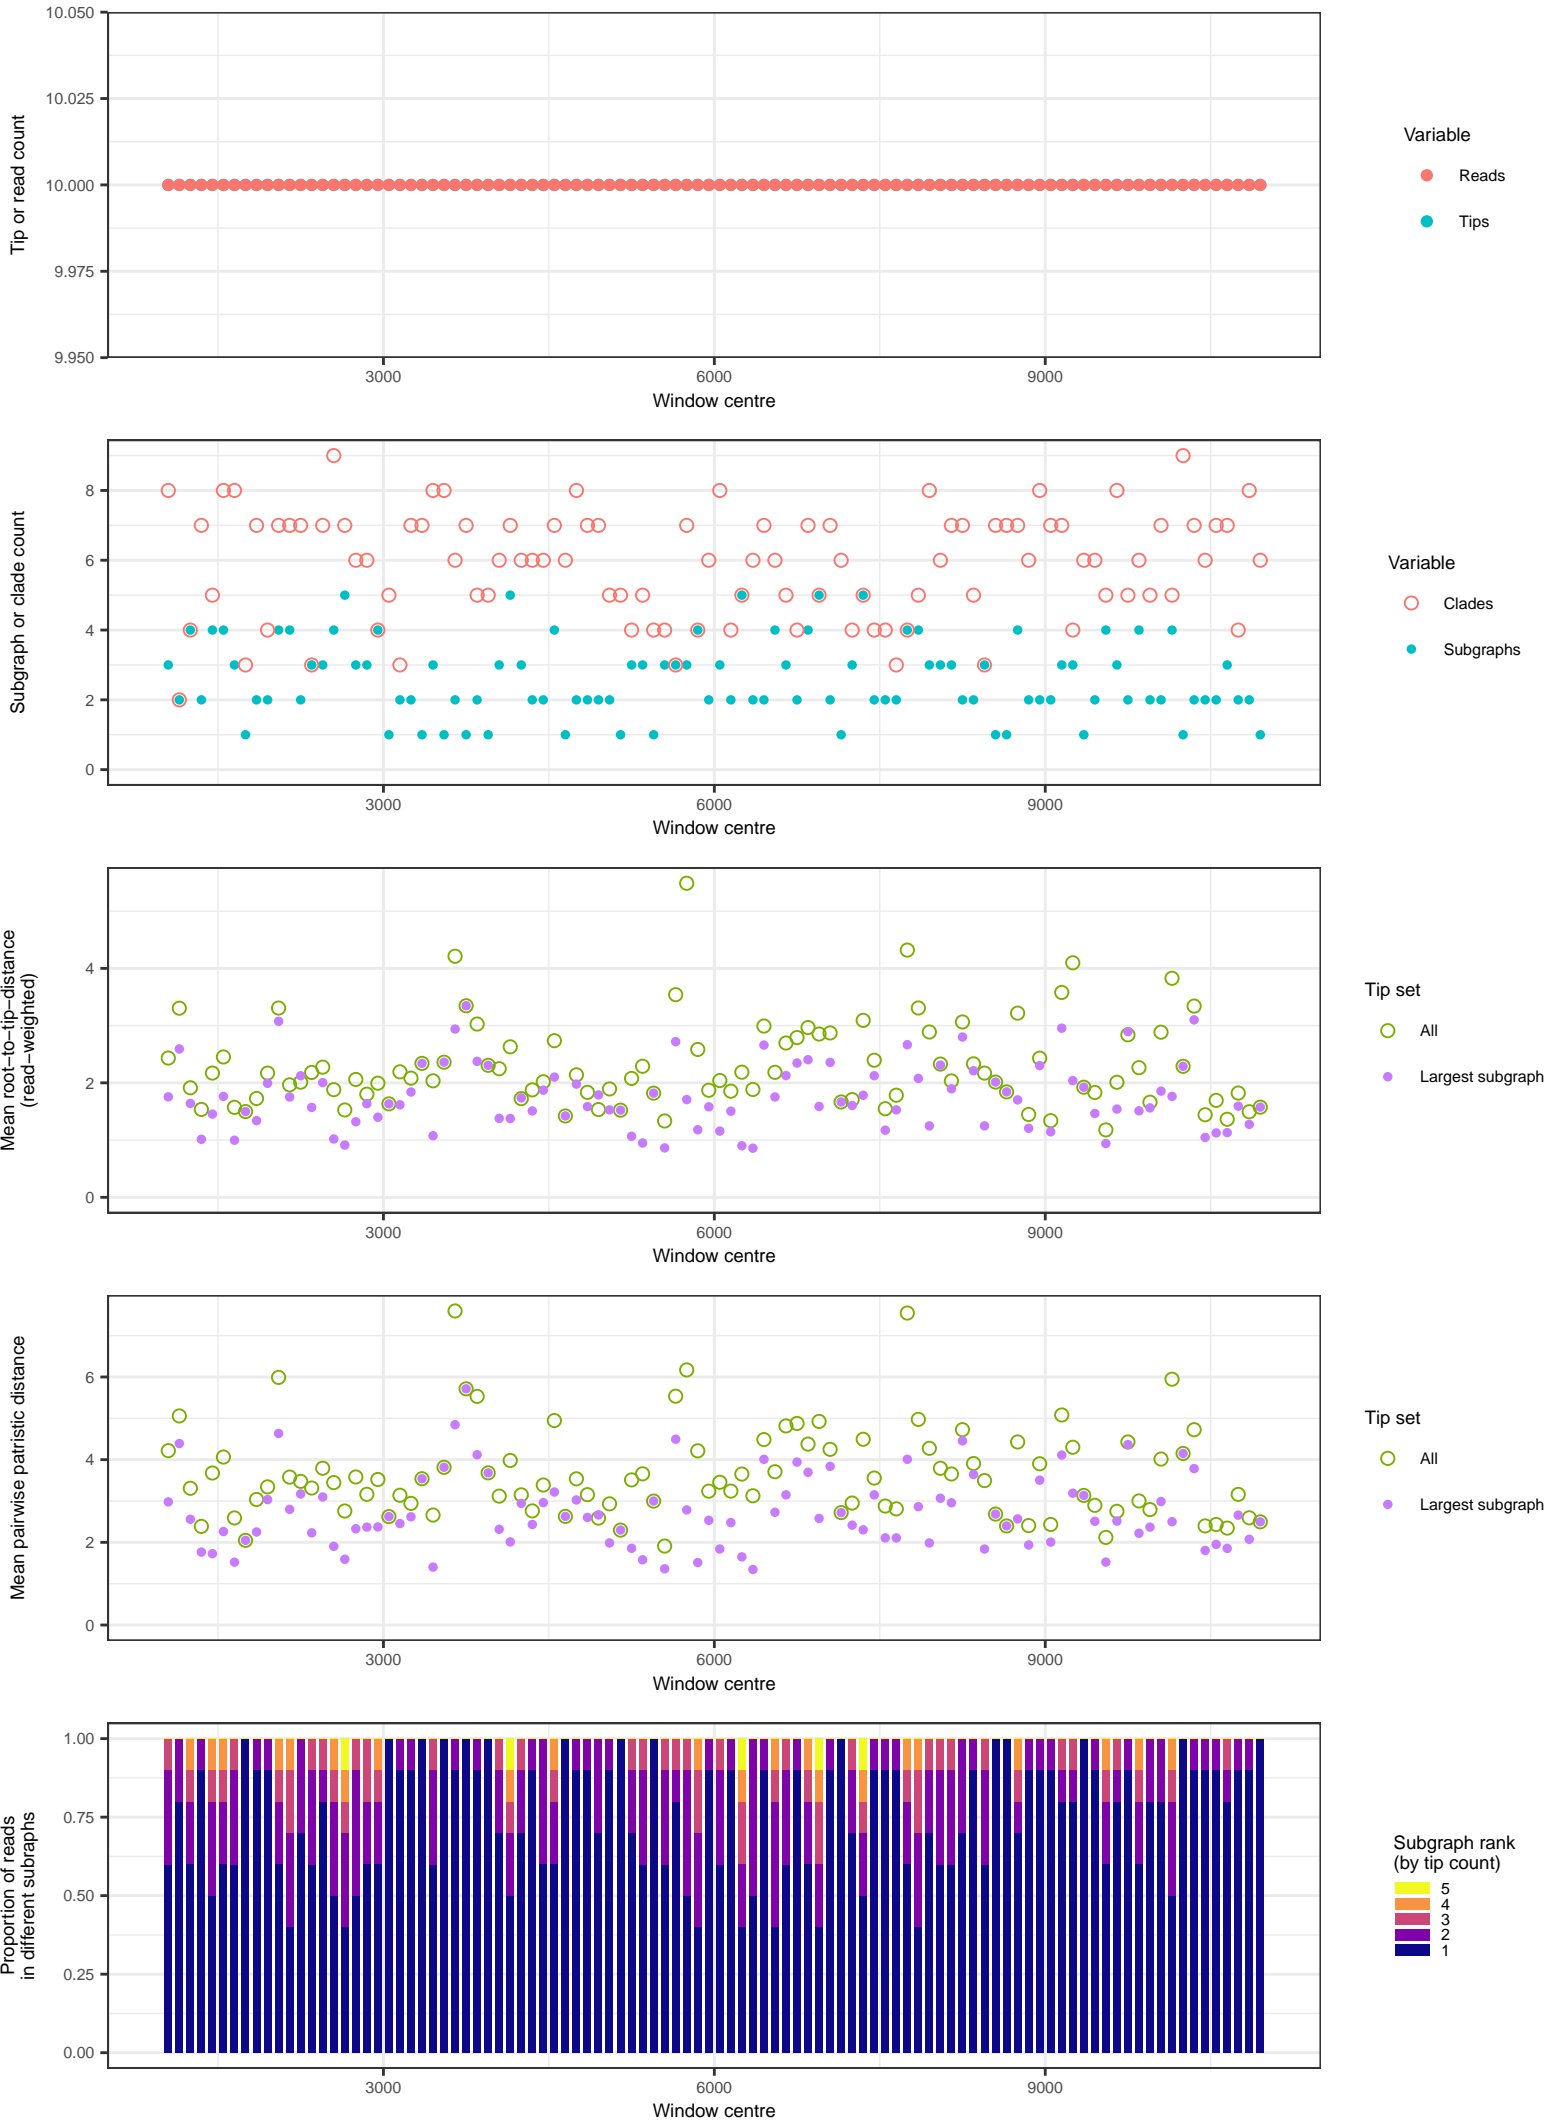 10.050
10.025
10.000
9.975
9.950
Tip or read count
3000 6000 9000
Window centre
Variable
Reads
Tips
8
6
4
2
0
Subgraph or clade count
3000 6000 9000
Window centre
Variable
Clades
Subgraphs
4
2
0
Mean root−to−tip−distance
(read−weighted)
3000 6000 9000
Window centre
Tip set
All
Largest subgraph
6
4
2
0
Mean pairwise patristic distance
3000 6000 9000
Window centre
Tip set
All
Largest subgraph
1.00
0.75
0.50
0.25
0.00
Proportion of reads
in different subraphs
3000 6000 9000
Window centre
Subgraph rank
(by tip count)
5
4
3
2
1